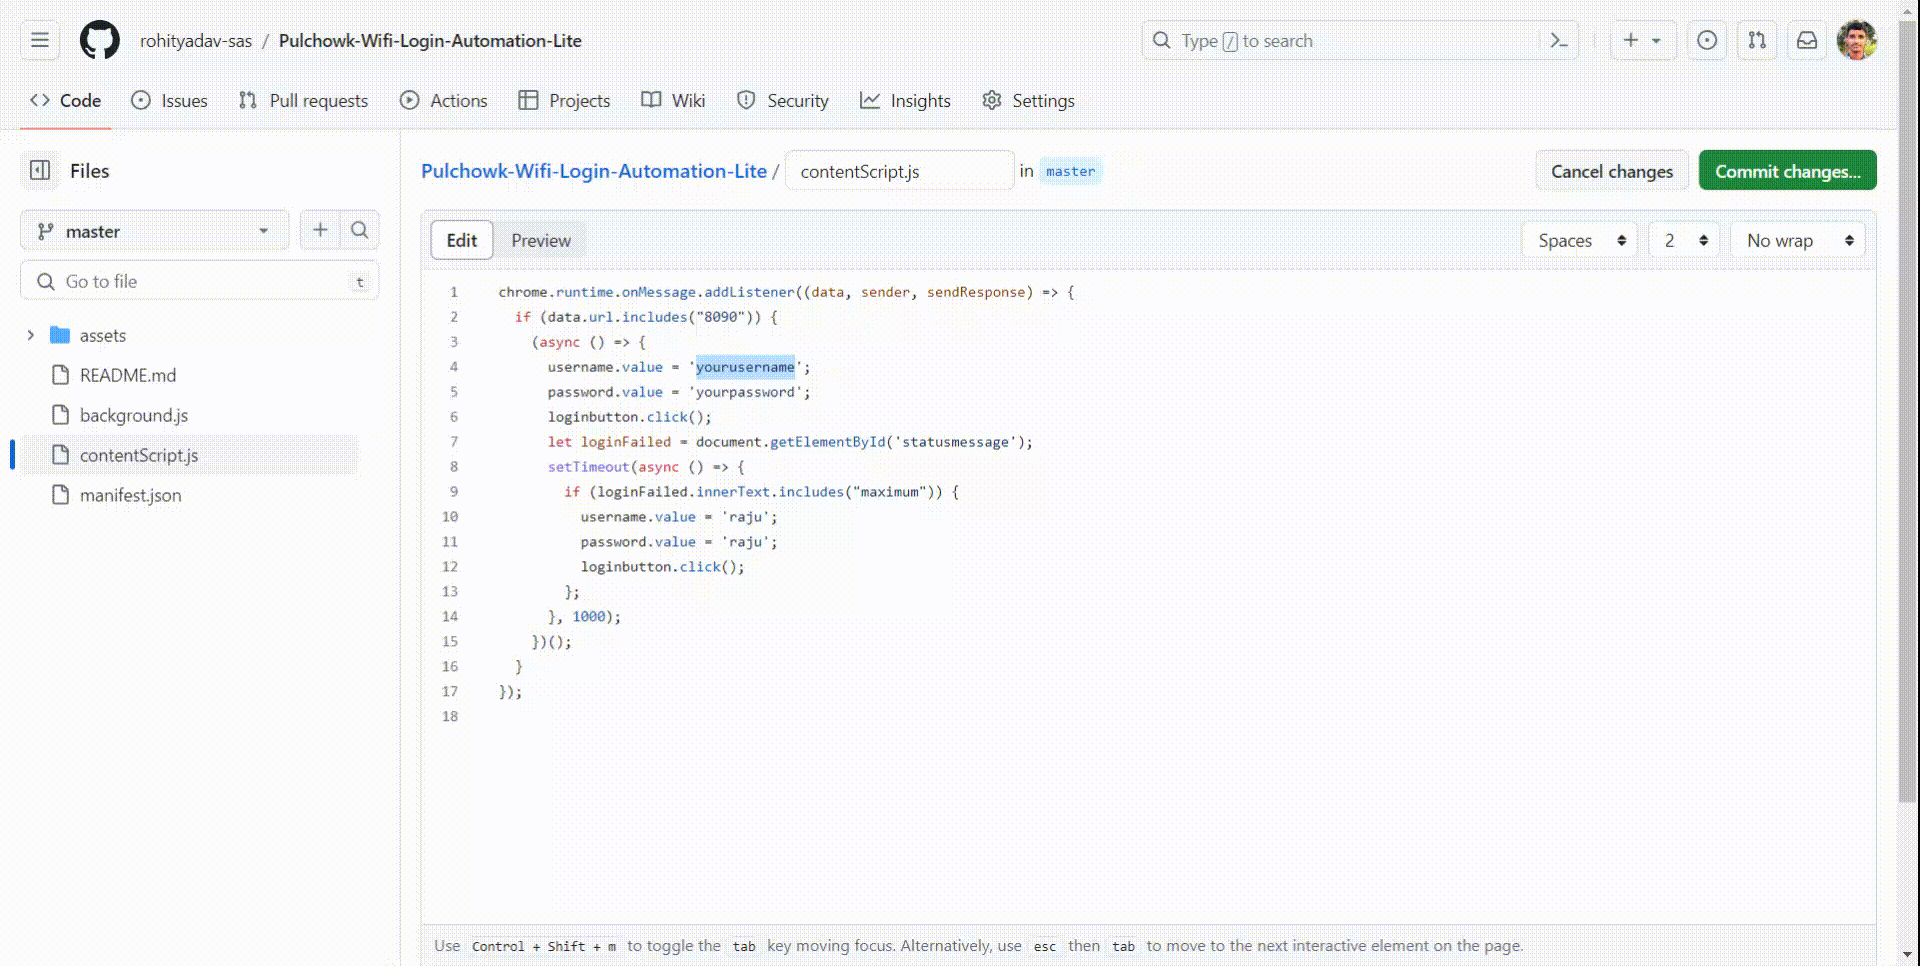 rohityadav-sas / Pulchowk-Wifi-Login-Automation-Lite
Type / to search
Code Issues Pull requests Actions Projects Wiki Security Insights Settings
Files
master
Go to file t
assets
README.md
background.js
contentScript.js
manifest.json
Pulchowk-Wifi-Login-Automation-Lite / contentScript.js in master
Cancel changes Commit changes...
Edit Preview
Spaces 2 No wrap
1 chrome.runtime.onMessage.addListener((data, sender, sendResponse) => {
2 if (data.url.includes("8090")) {
3 (async () => {
4 username.value = 'yourusername';
5 password.value = 'yourpassword';
6 loginbutton.click();
7 let loginFailed = document.getElementById('statusmessage');
8 setTimeout(async () => {
9 if (loginFailed.innerText.includes("maximum")) {
10 username.value = 'raju';
11 password.value = 'raju';
12 loginbutton.click();
13 };
14 }, 1000);
15 })();
16 }
17 });
18
Use Control + Shift + m to toggle the tab key moving focus. Alternatively, use esc then tab to move to the next interactive element on the page.